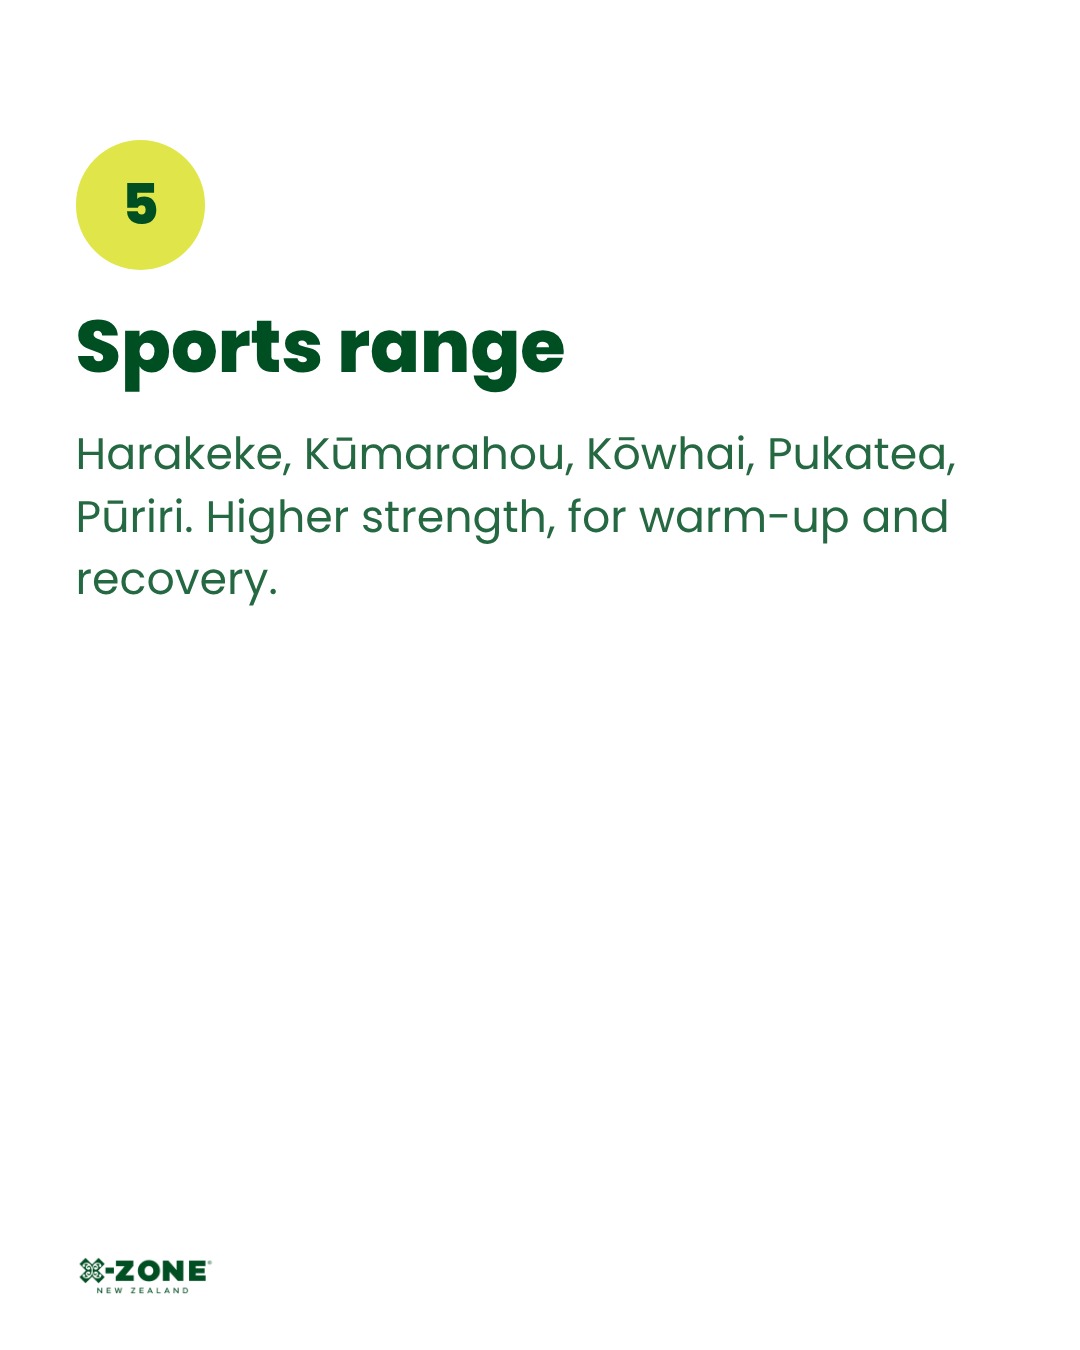 5
Sports range
Harakeke, Kūmarahou, Kōwhai, Pukatea,
Pūriri. Higher strength, for warm-up and
recovery.
X-ZONE®
NEW ZEALAND